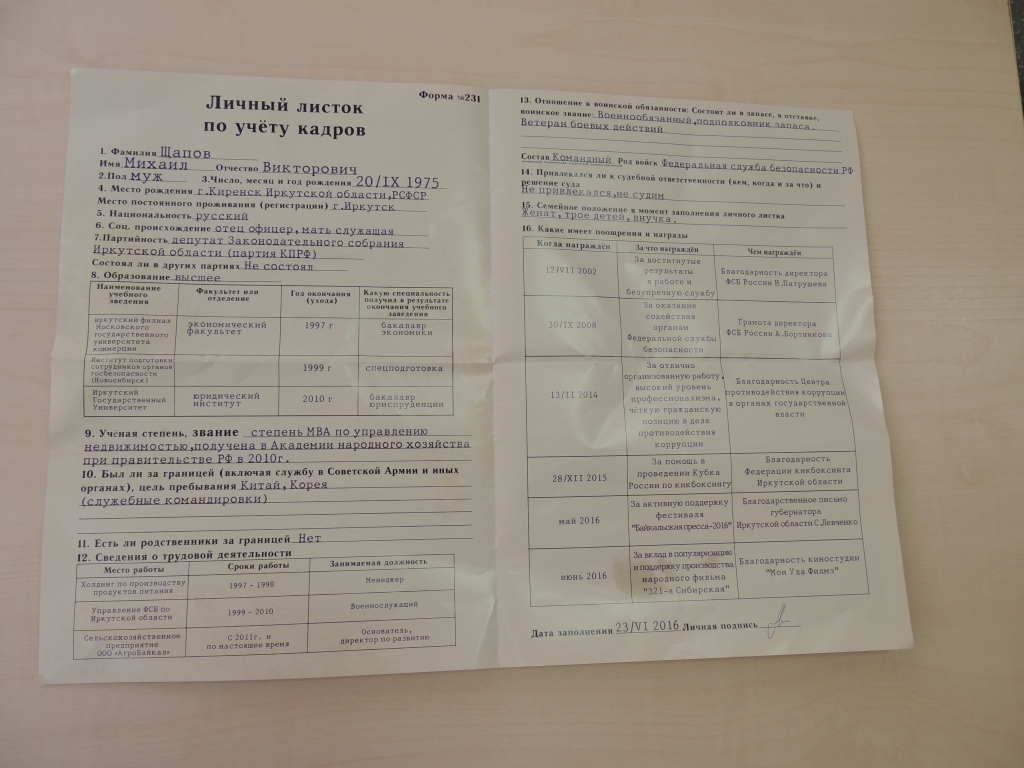 Форма №231
Личный листок
по учёту кадров
1. Фамилия Щапов
Имя Михаил Отчество Викторович
2.Пол муж 3.Число, месяц и год рождения 20/IX 1975
4. Место рождения г.Киренск Иркутской области,РСФСР
Место постоянного проживания (регистрации) г.Иркутск
5. Национальность русский
6. Соц. происхождение отец офицер, мать служащая
7.Партийность депутат Законодательного собрания
Иркутской области (партия КПРФ)
Состоял ли в других партиях Не состоял
8. Образование высшее
Наименование учебного зведения
Факультет или отделение
Год окончания (ухода)
Какую специальность получил в результате окончания учебного заведения
иркутский филиал Московского государственного университета коммерции
экономический факультет
1997 г
бакалавр экономики
Институт подготовки сотрудников органов госбезопасности (Новосибирск)
1999 г
спецподготовка
Иркутский Государственный Университет
юридический институт
2010 г
бакалавр юриспруденции
9. Учёная степень, звание степень МВА по управлению
недвижимостью,получена в Академии народного хозяйства
при правительстве РФ в 2010г.
10. Был ли за границей (включая службу в Советской Армии и иных
органах), цель пребывания Китай, Корея
(служебные командировки)
11. Есть ли родственники за границей Нет
12. Сведения о трудовой деятельности
Место работы
Сроки работы
Занимаемая должность
Холдинг по производству продуктов питания
1997 - 1998
Менеджер
Управление ФСБ по Иркутской области
1999 - 2010
Военнослужащий
Сельскохозяйственное предприятие ООО «АгроБайкал»
С 2011г. и по настоящее время
Основатель, директор по развитию
13. Отношение к воинской обязанности: Состоит ли в запасе, в отставке,
воинское звание: Военнообязанный,подполковник запаса.
Ветеран боевых действий
Состав Командный Род войск Федеральная служба безопасности РФ
14. Привлекался ли к судебной ответственности (кем, когда и за что) и
решение суда
Не привлекался,не судим
15. Семейное положение в момент заполнения личного листка
Женат, трое детей, внучка.
16. Какие имеет поощрения и награды
Когда награждён
За что награждён
Чем награждён
12/VII 2002
За достигнутые результаты в работе и безупречную службу
Благодарность директора ФСБ России Н.Патрушева
30/IX 2008
За оказание содействия органам Федеральной службы безопасности
Грамота директора ФСБ России А.Бортникова
13/II 2014
За отлично организованную работу, высокий уровень профессионализма, чёткую гражданскую позицию в деле противодействия коррупции
Благодарность Центра противодействия коррупции в органах государственной власти
28/XII 2015
За помощь в проведении Кубка России по кикбоксингу
Благодарность Федерации кикбоксинга Иркутской области
май 2016
За активную поддержку фестиваля "Байкальская пресса-2016"
Благодарственное письмо губернатора Иркутской области С.Левченко
июнь 2016
За вклад в популяризацию и поддержку производства народного фильма "321-я Сибирская"
Благодарность киностудии "Мон Ула Филмз"
Дата заполнения 23/VI 2016 Личная подпись